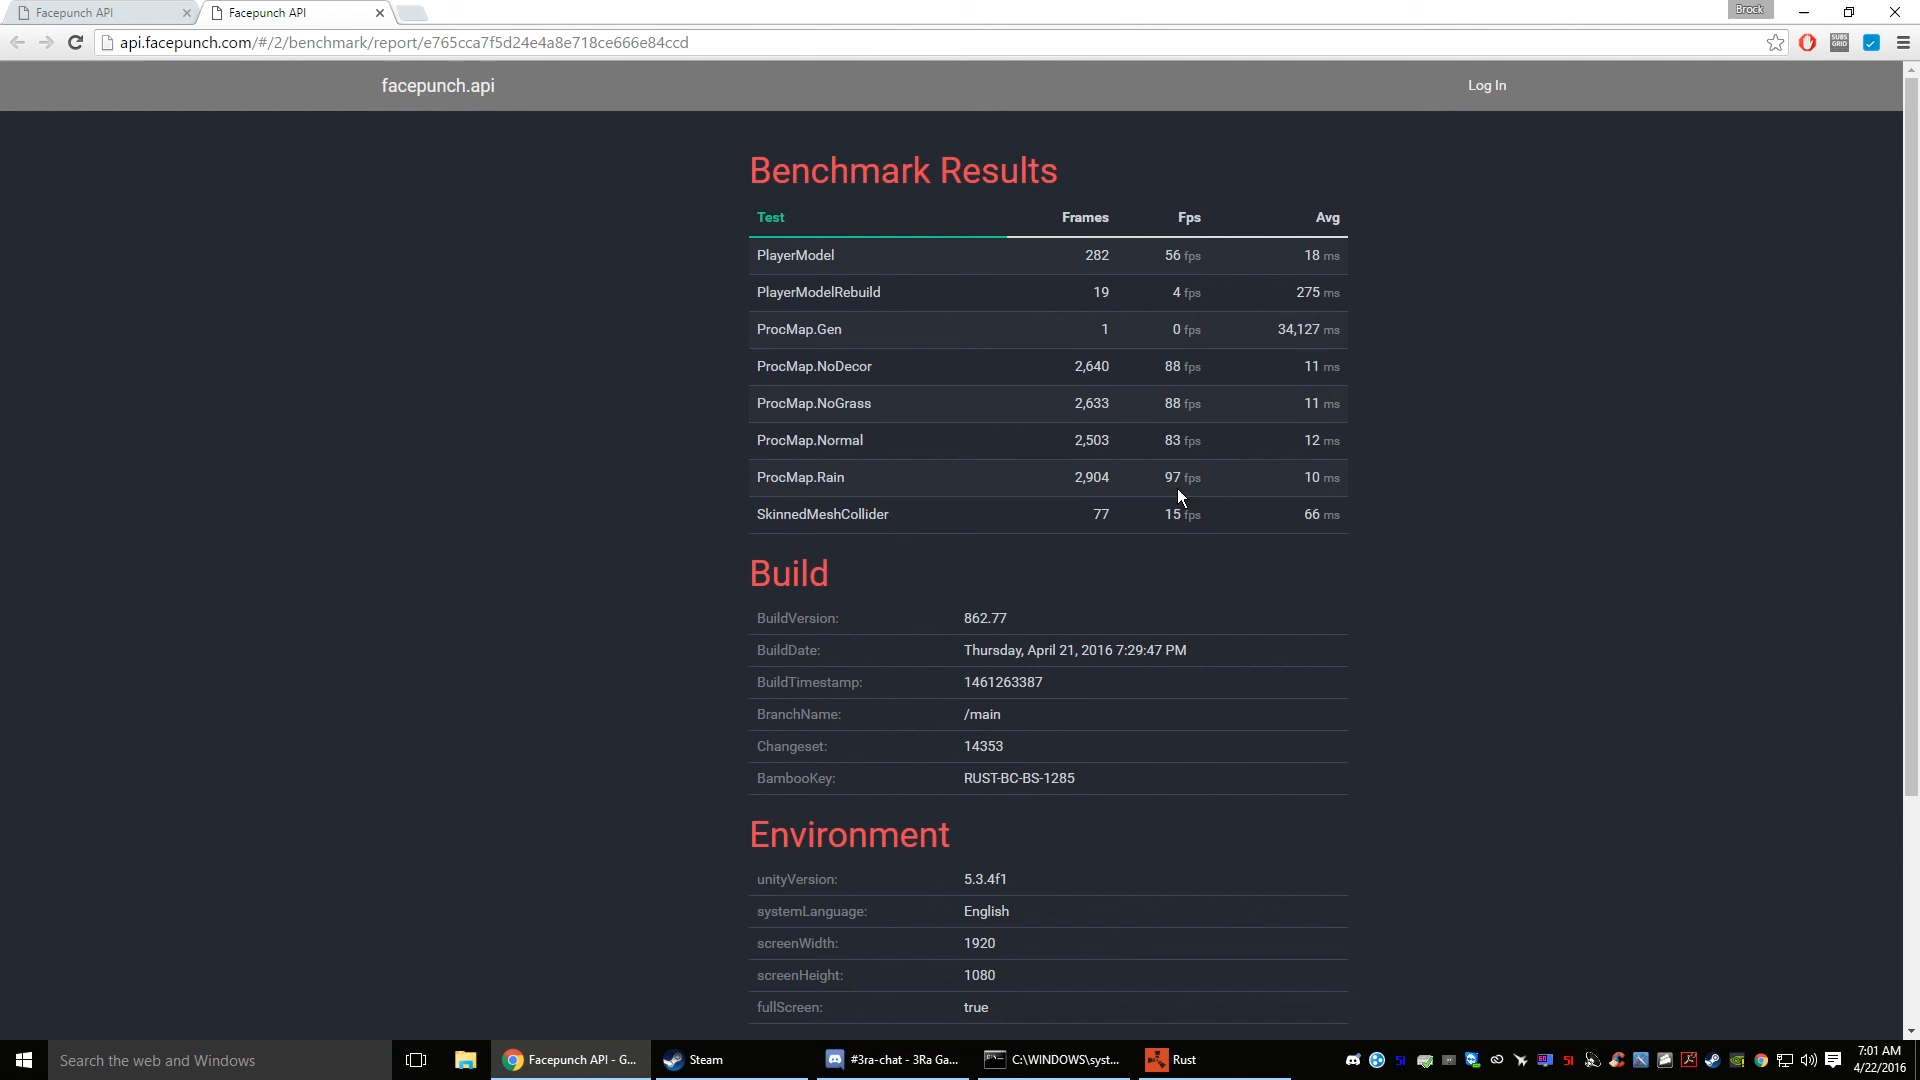 Facepunch API
Facepunch API
Brock
api.facepunch.com/#/2/benchmark/report/e765cca7f5d24e4a8e718ce666e84ccd
SUBS
GRID
facepunch.api
Log In
Benchmark Results
Test Frames Fps Avg
PlayerModel 282 56 fps 18 ms
PlayerModelRebuild 19 4 fps 275 ms
ProcMap.Gen 1 0 fps 34,127 ms
ProcMap.NoDecor 2,640 88 fps 11 ms
ProcMap.NoGrass 2,633 88 fps 11 ms
ProcMap.Normal 2,503 83 fps 12 ms
ProcMap.Rain 2,904 97 fps 10 ms
SkinnedMeshCollider 77 15 fps 66 ms
Build
BuildVersion: 862.77
BuildDate: Thursday, April 21, 2016 7:29:47 PM
BuildTimestamp: 1461263387
BranchName: /main
Changeset: 14353
BambooKey: RUST-BC-BS-1285
Environment
unityVersion: 5.3.4f1
systemLanguage: English
screenWidth: 1920
screenHeight: 1080
fullScreen: true
Search the web and Windows
Facepunch API - G...
Steam
#3ra-chat - 3Ra Ga...
C:\WINDOWS\syst...
Rust
51
51
7:01 AM
4/22/2016